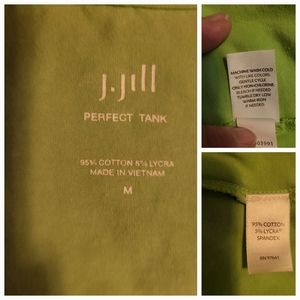 J.Jill
PERFECT TANK
95% COTTON 5% LYCRA
MADE IN VIETNAM
M
MACHINE WASH COLD
WITH LIKE COLORS,
GENTLE CYCLE
ONLY NON-CHLORINE
BLEACH IF NEEDED
TUMBLE DRY LOW
WARM IRON
IF NEEDED
95% COTTON
5% LYCRA®
SPANDEX